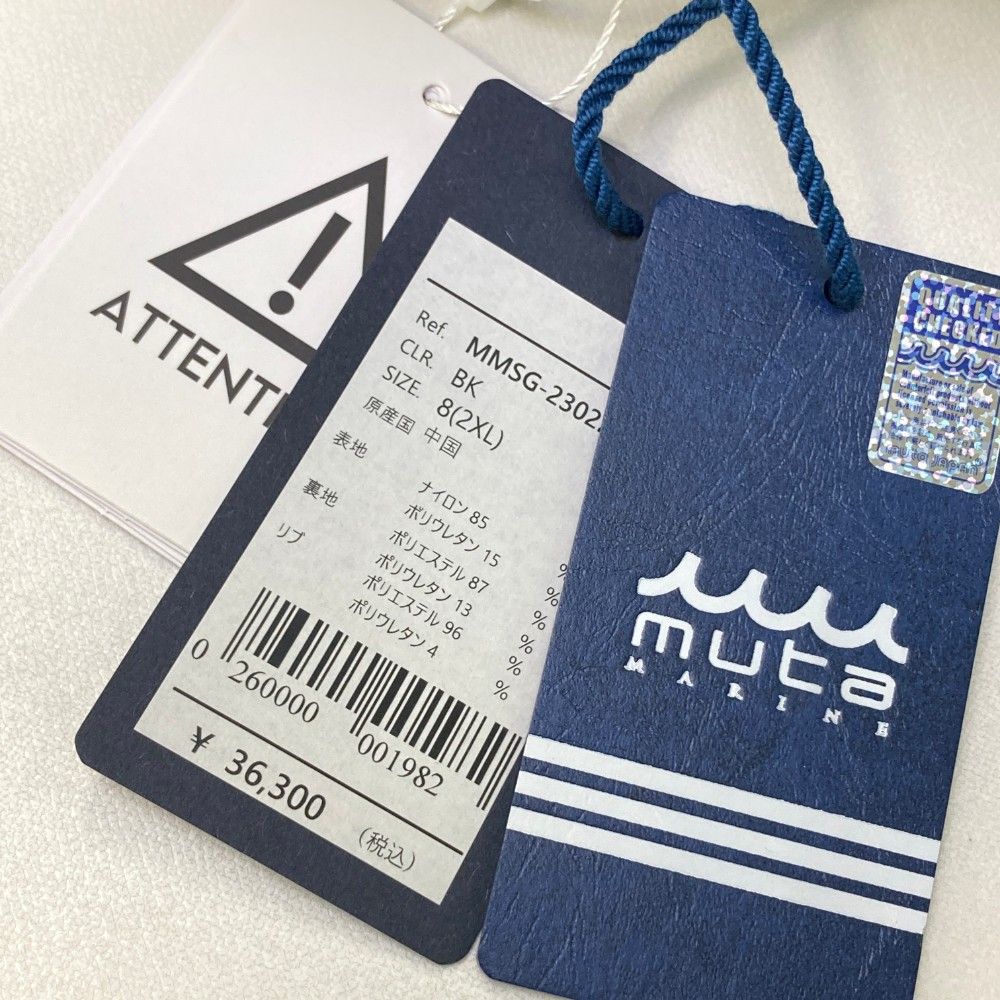 ATTENTI
Ref. MMSG-2302
CLR. BK
SIZE. 8(2XL)
原産国 中国
表地 ナイロン 85 %
ポリウレタン 15 %
裏地 ポリエステル 87 %
ポリウレタン 13 %
リブ ポリエステル 96 %
ポリウレタン 4 %
0 260000 001982
¥ 36,300 (税込)
CHECKED
muta
MARINE